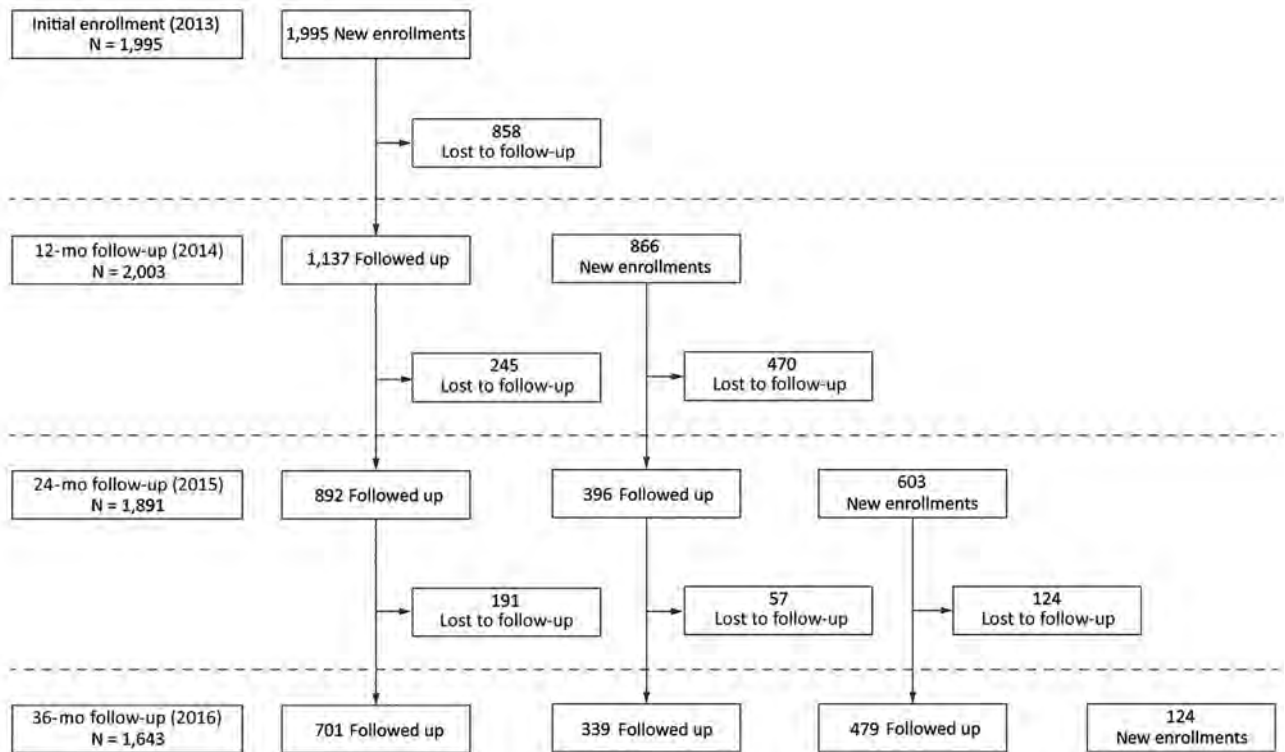 Initial enrollment (2013)
N = 1,995
1,995 New enrollments
858
Lost to follow-up
12-mo follow-up (2014)
N = 2,003
1,137 Followed up
866
New enrollments
245
Lost to follow-up
470
Lost to follow-up
24-mo follow-up (2015)
N = 1,891
892 Followed up
396 Followed up
603
New enrollments
191
Lost to follow-up
57
Lost to follow-up
124
Lost to follow-up
36-mo follow-up (2016)
N = 1,643
701 Followed up
339 Followed up
479 Followed up
124
New enrollments